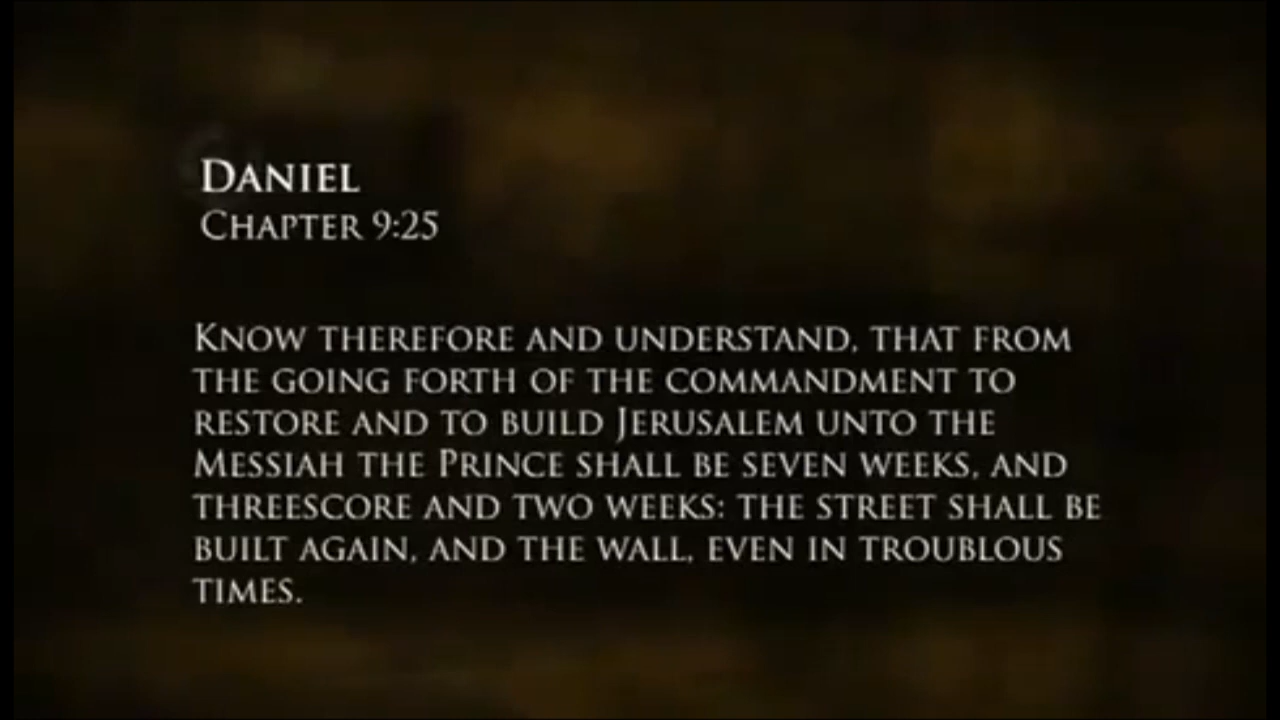 Daniel
Chapter 9:25
Know therefore and understand, that from
the going forth of the commandment to
restore and to build Jerusalem unto the
Messiah the Prince shall be seven weeks, and
threescore and two weeks: the street shall be
built again, and the wall, even in troublous
times.